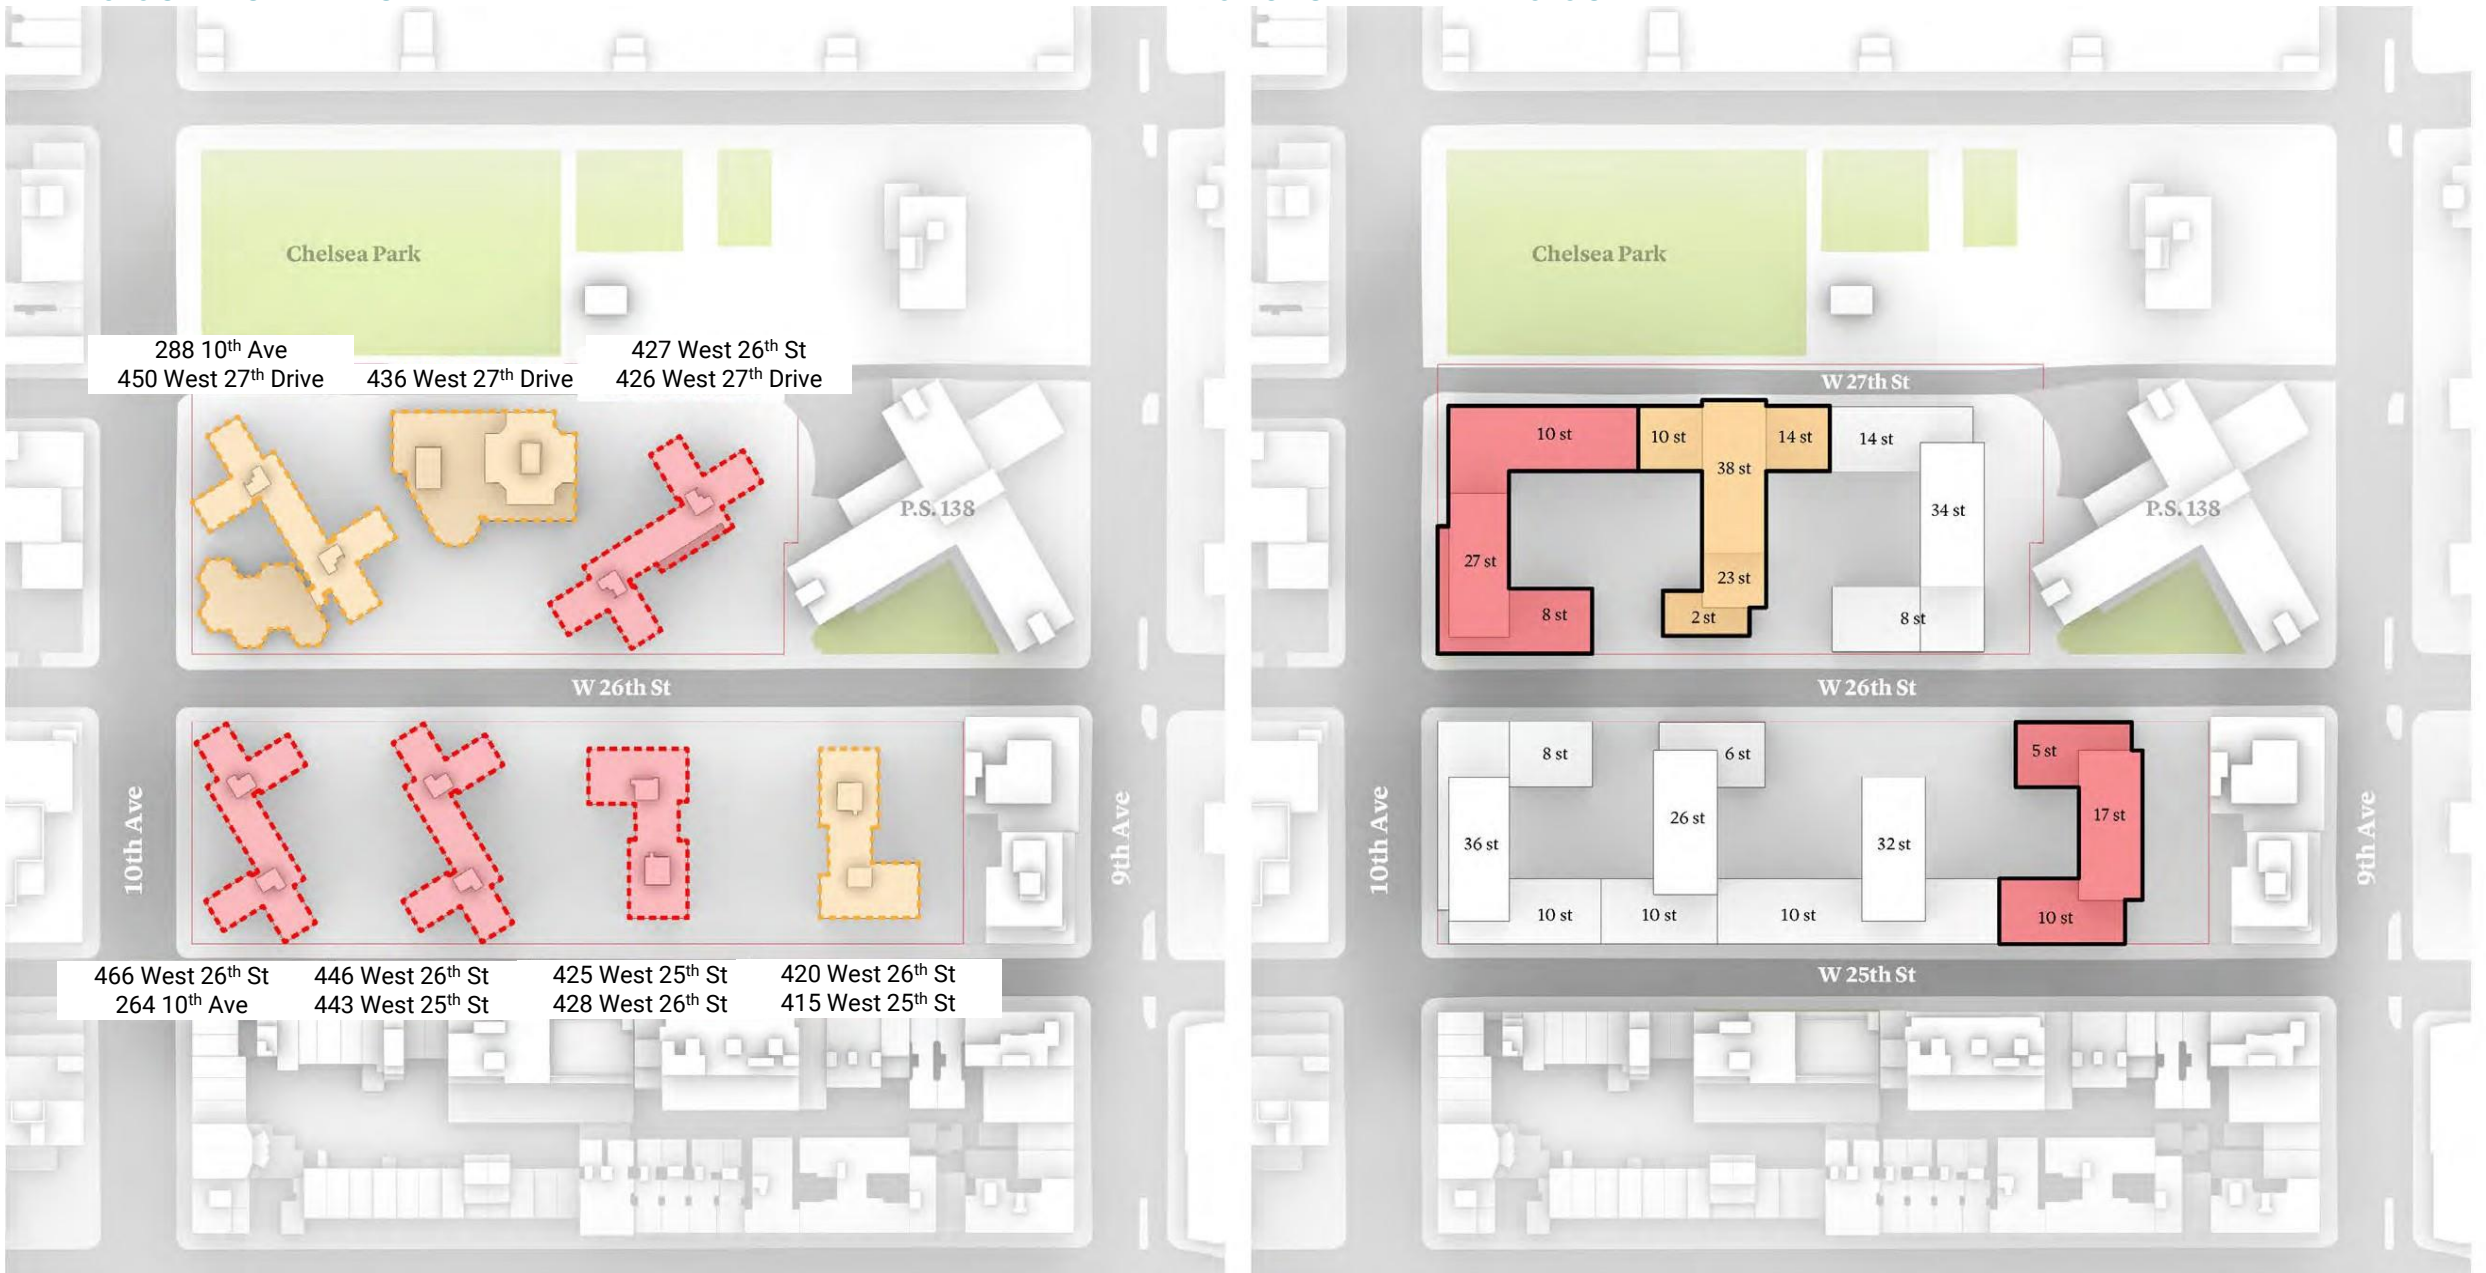 Chelsea Park
288 10th Ave
450 West 27th Drive
436 West 27th Drive
427 West 26th St
426 West 27th Drive
P.S. 138
W 26th St
10th Ave
9th Ave
466 West 26th St
264 10th Ave
446 West 26th St
443 West 25th St
425 West 25th St
428 West 26th St
420 West 26th St
415 West 25th St
Chelsea Park
W 27th St
10 st
10 st
38 st
14 st
14 st
34 st
P.S. 138
27 st
23 st
8 st
2 st
8 st
W 26th St
8 st
6 st
5 st
36 st
26 st
32 st
17 st
10 st
10 st
10 st
10 st
10th Ave
9th Ave
W 25th St